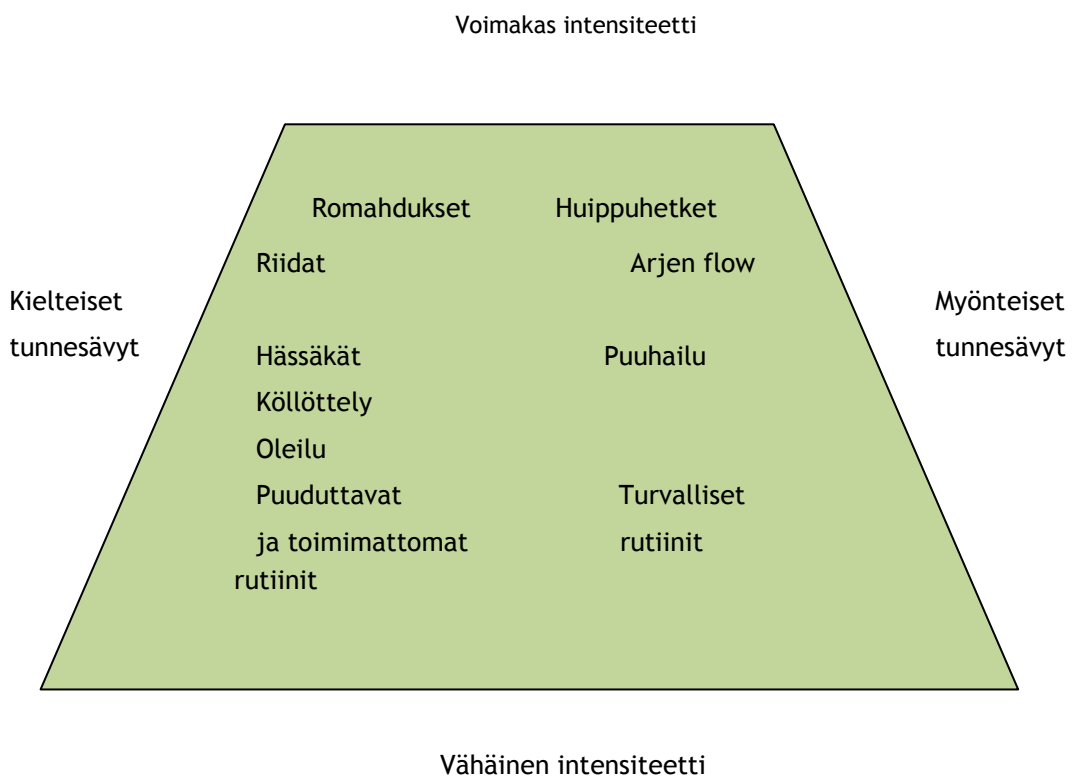 Voimakas intensiteetti
Romahdukset Huippuhetket
Riidat Arjen flow
Kielteiset Myönteiset
tunnesävyt tunnesävyt
Hässäkät Puuhailu
Köllöttely
Oleilu
Puuduttavat Turvalliset
ja toimimattomat rutiinit
rutiinit
Vähäinen intensiteetti